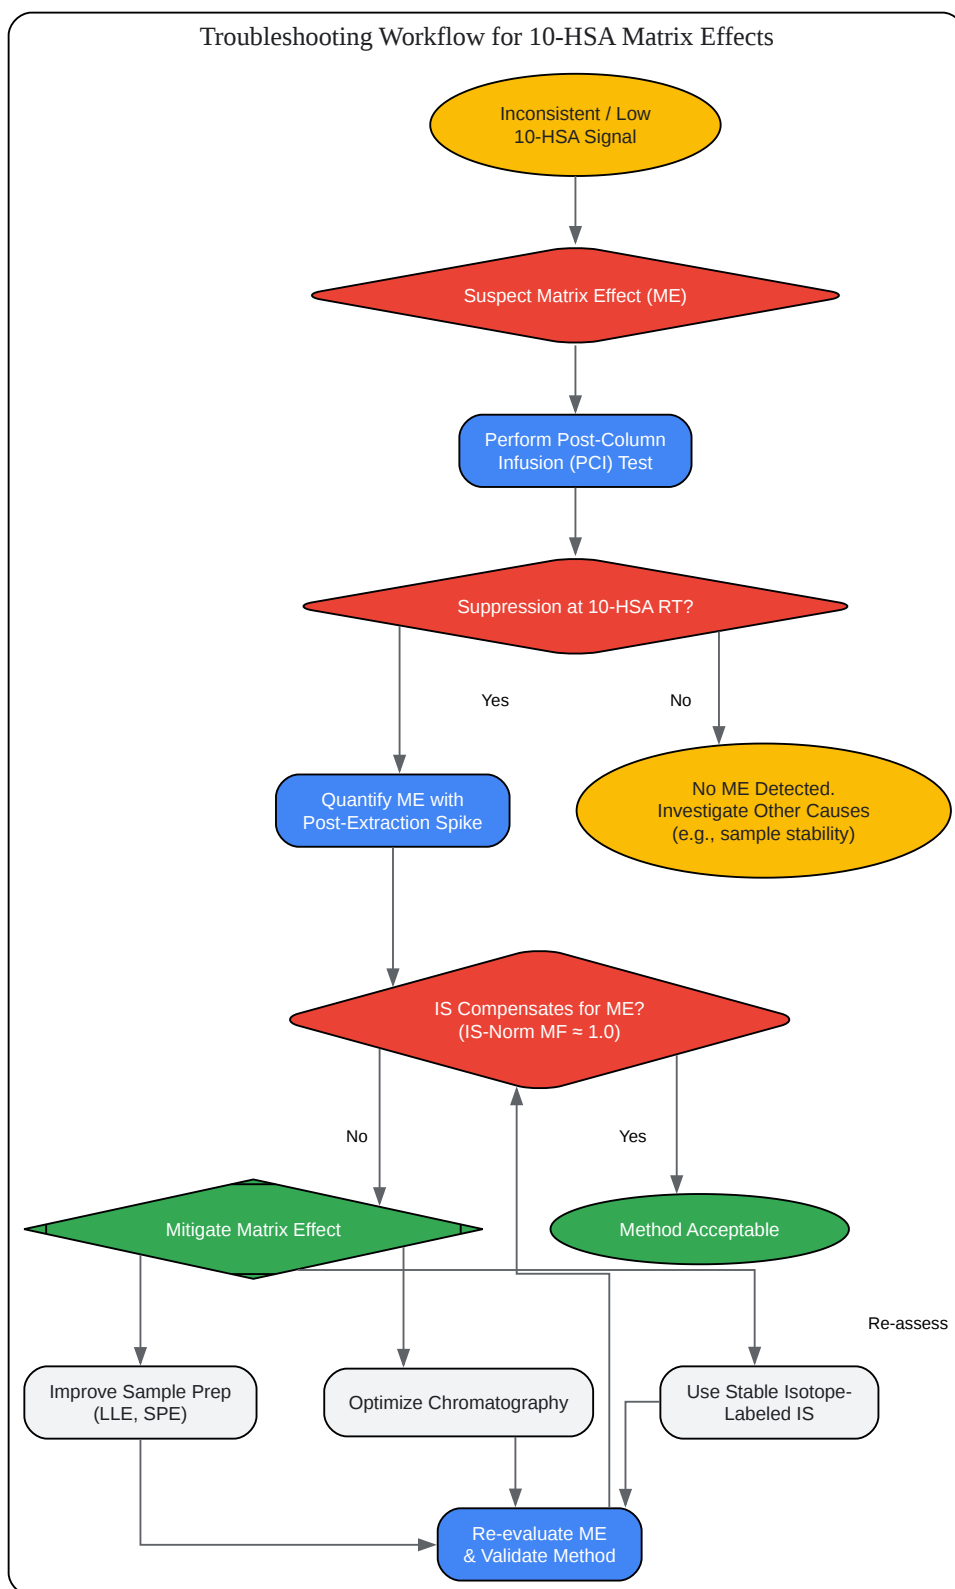 Troubleshooting Workflow for 10-HSA Matrix Effects
Inconsistent / Low
10-HSA Signal
Suspect Matrix Effect (ME)
Perform Post-Column
Infusion (PCI) Test
Suppression at 10-HSA RT?
Yes
No
Quantify ME with
Post-Extraction Spike
No ME Detected.
Investigate Other Causes
(e.g., sample stability)
IS Compensates for ME?
(IS-Norm MF ≈ 1.0)
No
Yes
Mitigate Matrix Effect
Method Acceptable
Re-assess
Improve Sample Prep
(LLE, SPE)
Optimize Chromatography
Use Stable Isotope-
Labeled IS
Re-evaluate ME
& Validate Method